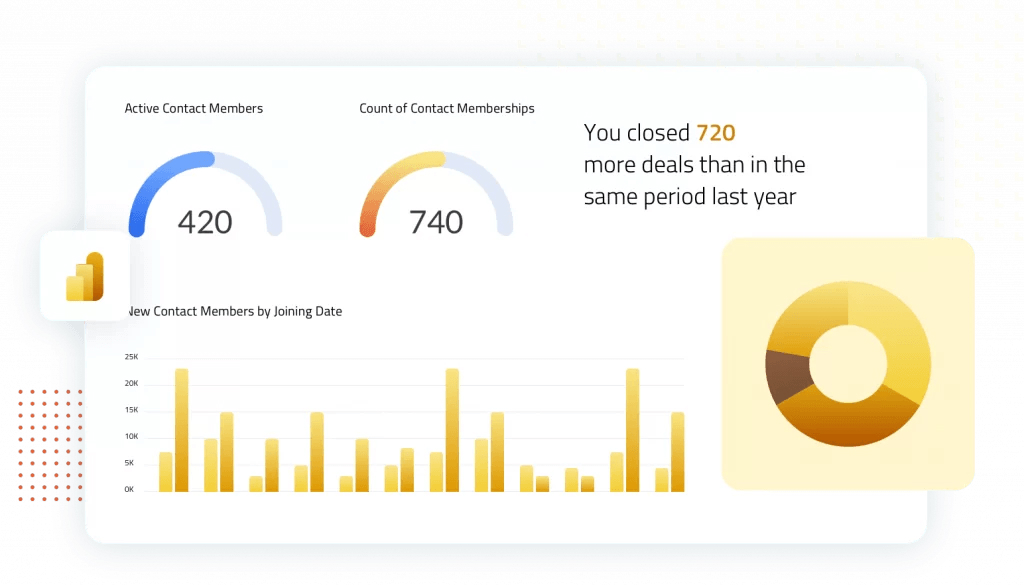 Active Contact Members
Count of Contact Memberships
You closed 720
more deals than in the
same period last year
420
740
New Contact Members by Joining Date
25K
20K
15K
10K
5K
0K